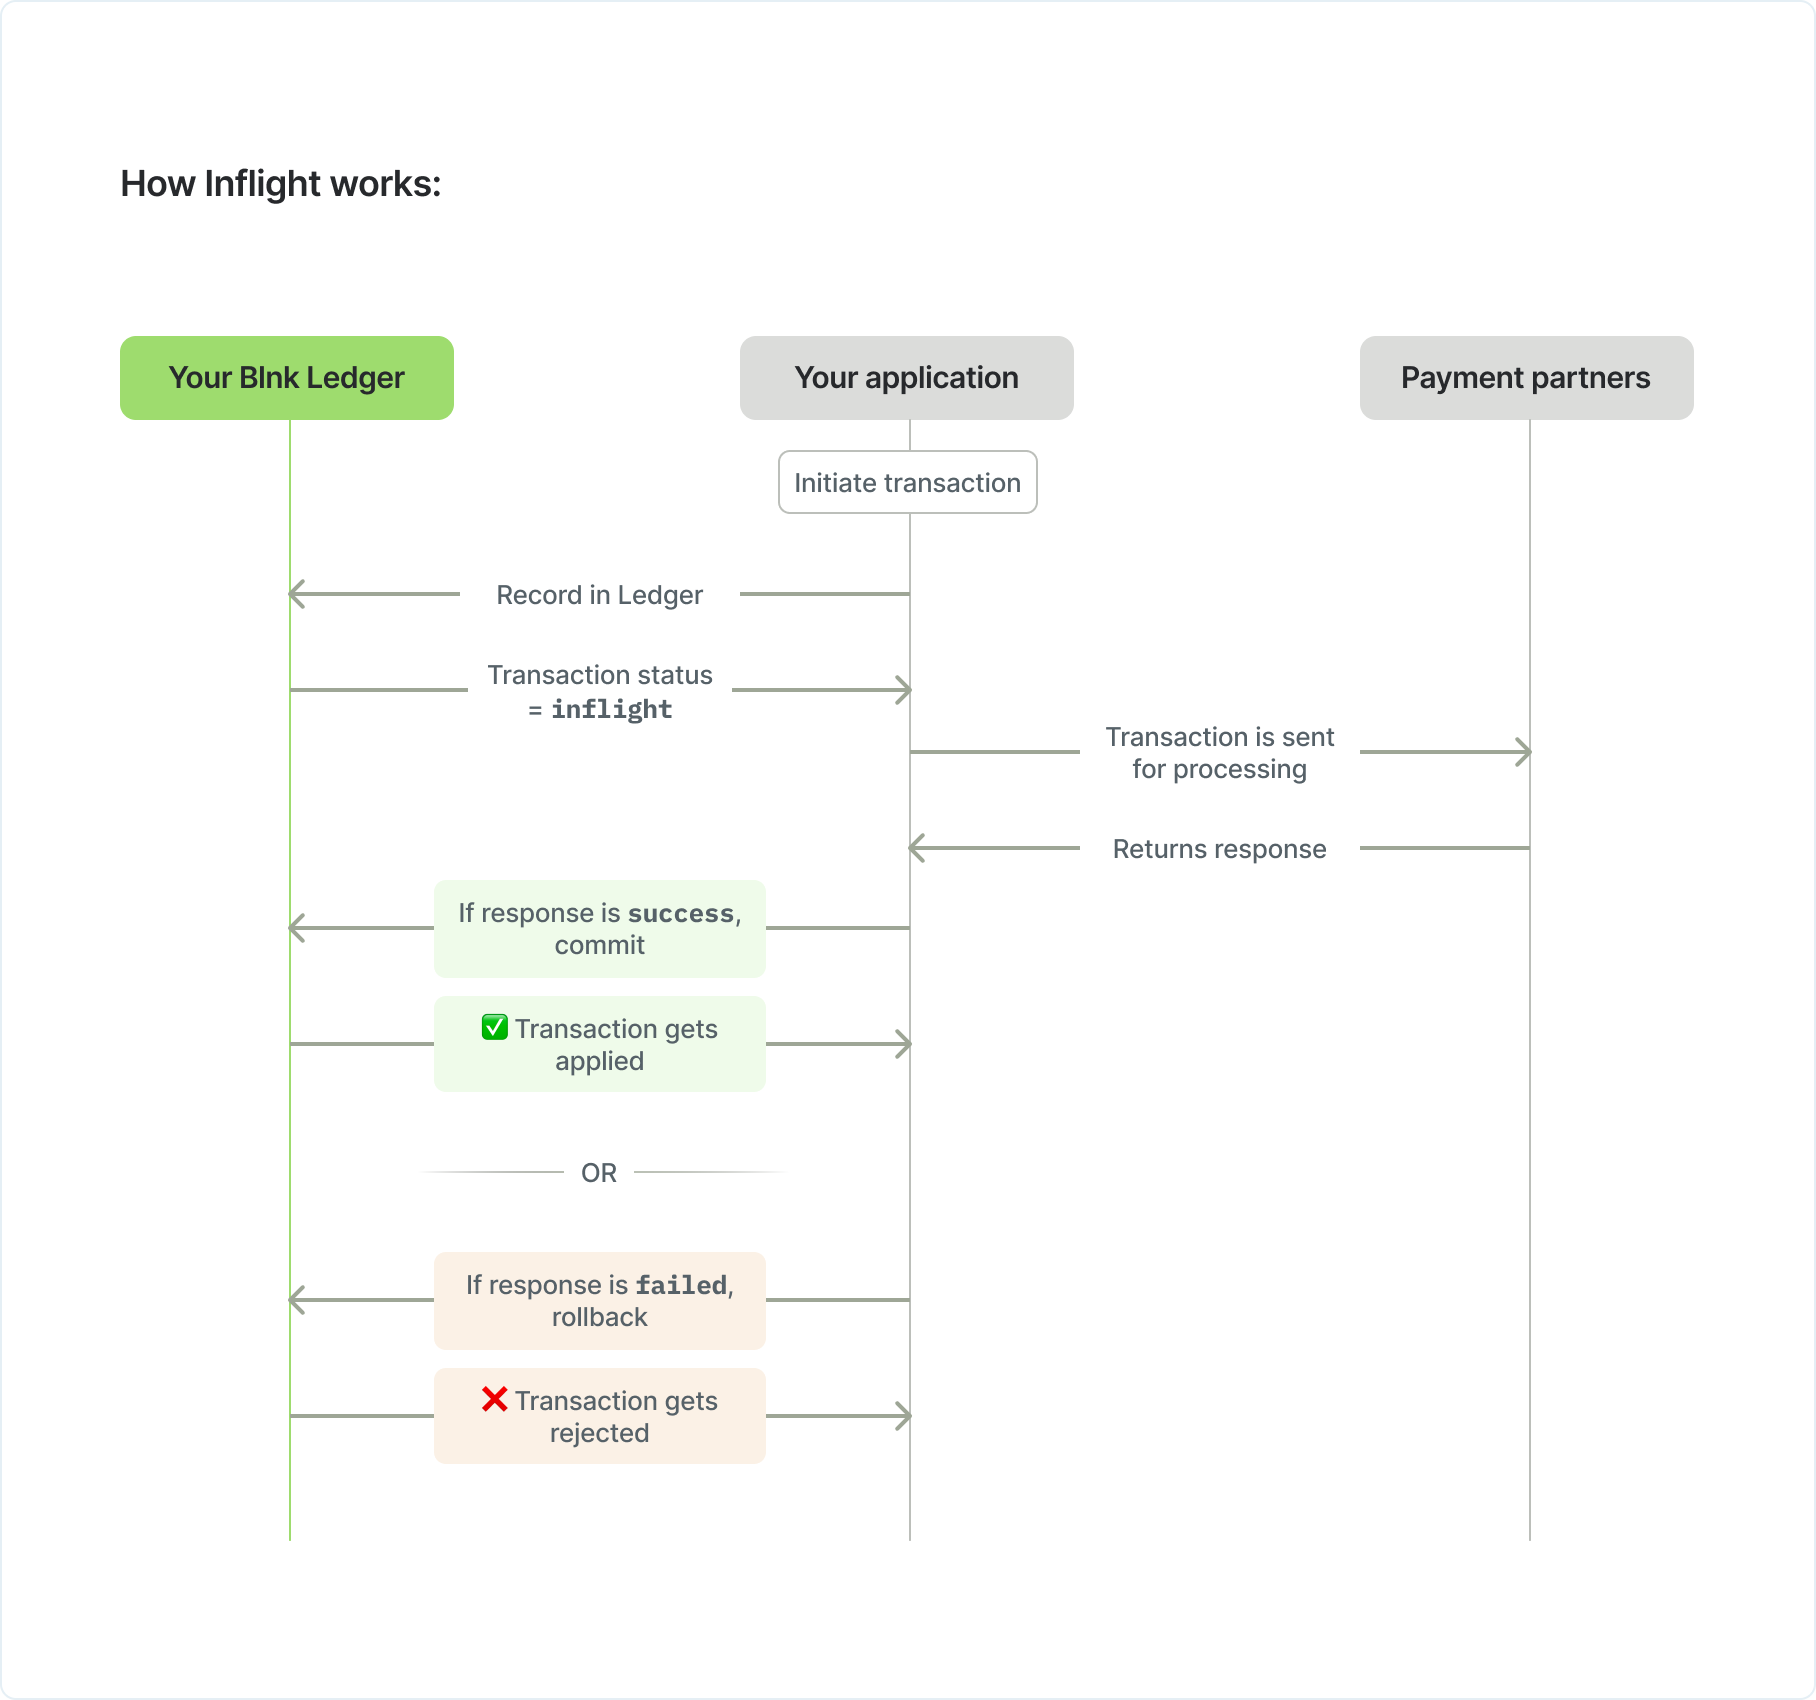 How Inflight works:
Your Blnk Ledger
Your application
Payment partners
Initiate transaction
Record in Ledger
Transaction status
= inflight
Transaction is sent
for processing
Returns response
If response is success,
commit
✅ Transaction gets
applied
OR
If response is failed,
rollback
❌ Transaction gets
rejected